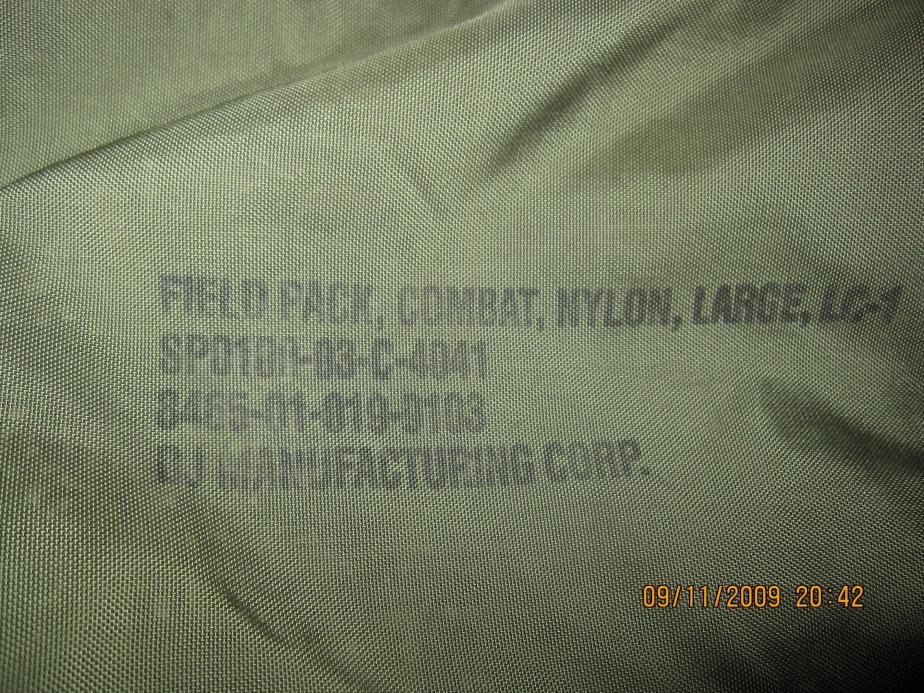 FIELD PACK, COMBAT, NYLON, LARGE, LC-1
SP0100-03-C-4041
8465-01-019-9103
DJ MANUFACTURING CORP.
09/11/2009 20:42